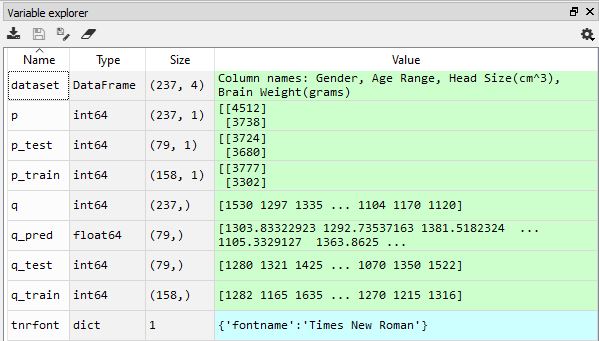 Variable explorer
Name Type Size Value
dataset DataFrame (237, 4) Column names: Gender, Age Range, Head Size(cm^3),
Brain Weight(grams)
p int64 (237, 1) [[4512]
[3738]
p_test int64 (79, 1) [[3724]
[3680]
p_train int64 (158, 1) [[3777]
[3302]
q int64 (237,) [1530 1297 1335 ... 1104 1170 1120]
q_pred float64 (79,) [1303.83322923 1292.73537163 1381.5182324 ...
1105.3329127 1363.8625 ...
q_test int64 (79,) [1280 1321 1425 ... 1070 1350 1522]
q_train int64 (158,) [1282 1165 1635 ... 1270 1215 1316]
tnrfont dict 1 {'fontname':'Times New Roman'}